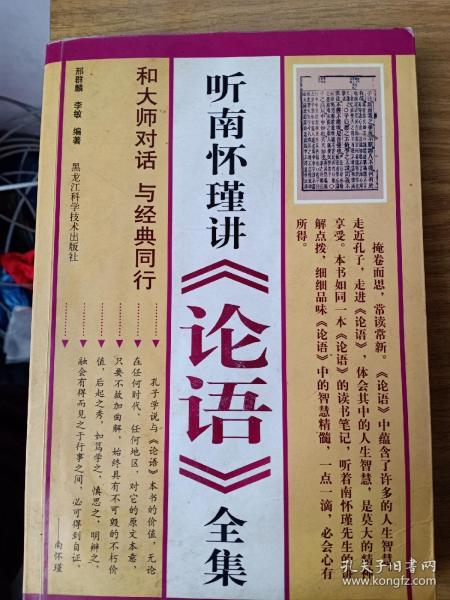 听南怀瑾讲《论语》全集
和大师对话 与经典同行
邢群麟 李敏 编著
黑龙江科学技术出版社
掩卷而思，常读常新。《论语》中蕴含了许多的人生智慧
走近孔子，走进《论语》，体会其中的人生智慧，是莫大的精
享受。本书如同一本《论语》的读书笔记，听着南怀瑾先生的
解点拨，细细品味《论语》中的智慧精髓，一点一滴，必会心有
所得。
孔子学说与《论语》本书的价值，无论
在任何时代、任何地区，对它的原文本意，
只要不故加曲解，始终具有不可毁的不朽价
值，后起之秀，如笃学之，慎思之，明辨之，
融会有得而见之于行事之间，必可得到自证。
——南怀瑾
孔夫子旧书网